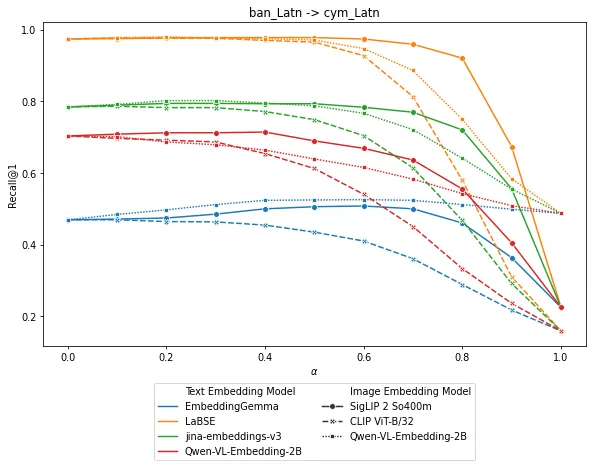 ban_Latn -> cym_Latn
1.0
0.8
0.6
0.4
0.2
Recall@1
0.0 0.2 0.4 0.6 0.8 1.0
α
Text Embedding Model Image Embedding Model
EmbeddingGemma SigLIP 2 So400m
LaBSE CLIP ViT-B/32
jina-embeddings-v3 Qwen-VL-Embedding-2B
Qwen-VL-Embedding-2B